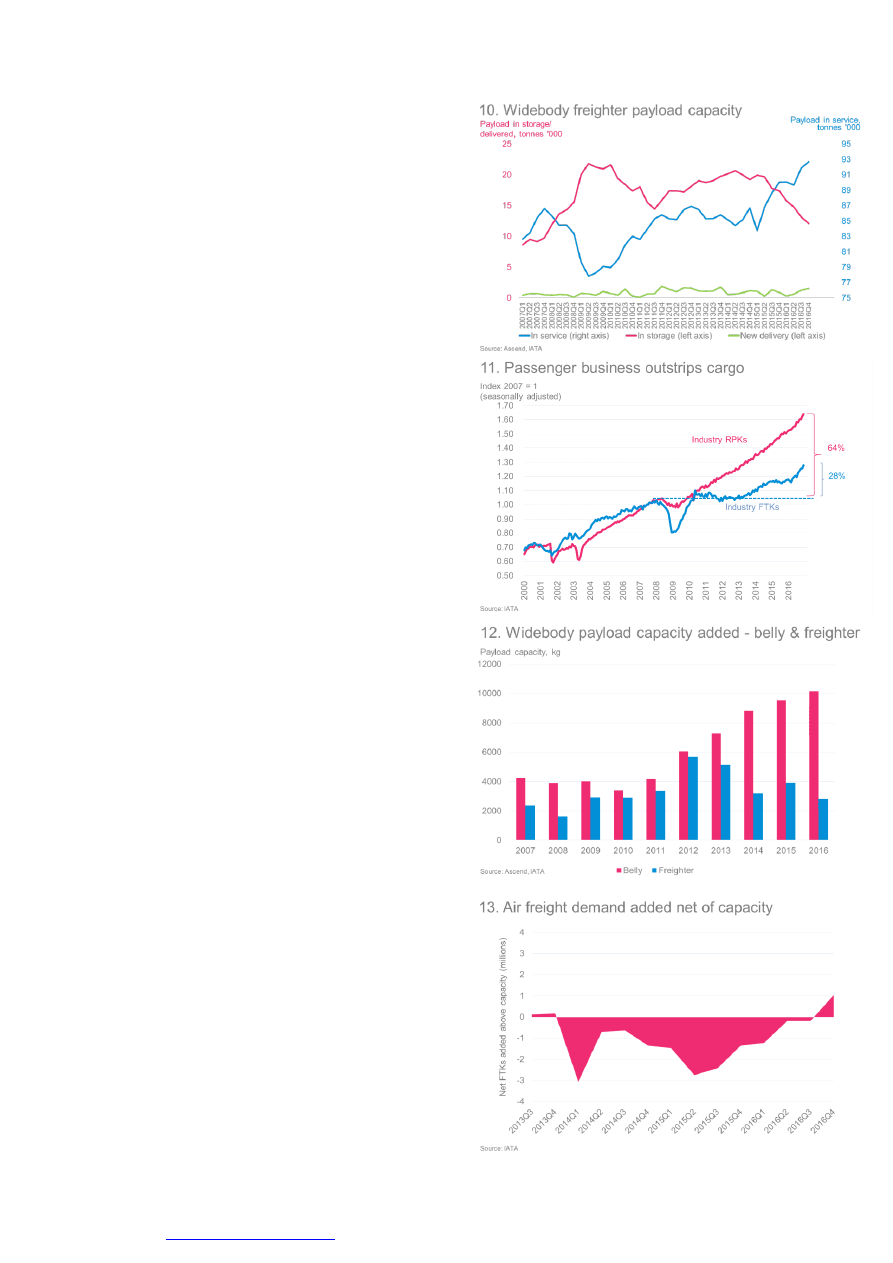 10. Widebody freighter payload capacity
Payload in storage/
delivered, tonnes '000
Payload in service,
tonnes '000
25
20
15
10
5
0
95
93
91
89
87
85
83
81
79
77
75
2007Q1
2007Q2
2007Q3
2007Q4
2008Q1
2008Q2
2008Q3
2008Q4
2009Q1
2009Q2
2009Q3
2009Q4
2010Q1
2010Q2
2010Q3
2010Q4
2011Q1
2011Q2
2011Q3
2011Q4
2012Q1
2012Q2
2012Q3
2012Q4
2013Q1
2013Q2
2013Q3
2013Q4
2014Q1
2014Q2
2014Q3
2014Q4
2015Q1
2015Q2
2015Q3
2015Q4
2016Q1
2016Q2
2016Q3
2016Q4
In service (right axis)
In storage (left axis)
New delivery (left axis)
Source: Ascend, IATA
11. Passenger business outstrips cargo
Index 2007 = 1
(seasonally adjusted)
1.70
1.60
1.50
1.40
1.30
1.20
1.10
1.00
0.90
0.80
0.70
0.60
0.50
Industry RPKs
64%
28%
Industry FTKs
2000
2001
2002
2003
2004
2005
2006
2007
2008
2009
2010
2011
2012
2013
2014
2015
2016
Source: IATA
12. Widebody payload capacity added - belly & freighter
Payload capacity, kg
12000
10000
8000
6000
4000
2000
0
2007 2008 2009 2010 2011 2012 2013 2014 2015 2016
Belly
Freighter
Source: Ascend, IATA
13. Air freight demand added net of capacity
Net FTKs added above capacity (millions)
4
3
2
1
0
-1
-2
-3
-4
2013Q3
2013Q4
2014Q1
2014Q2
2014Q3
2014Q4
2015Q1
2015Q2
2015Q3
2015Q4
2016Q1
2016Q2
2016Q3
2016Q4
Source: IATA